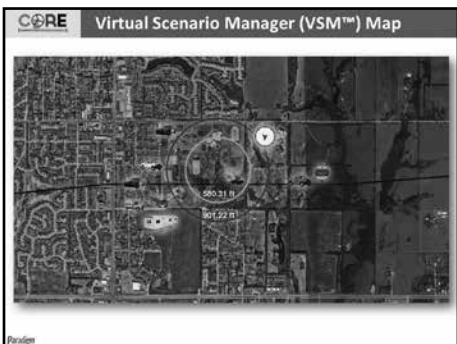 CORE
Virtual Scenario Manager (VSM™) Map
580.31 ft
901.22 ft
Paradigm